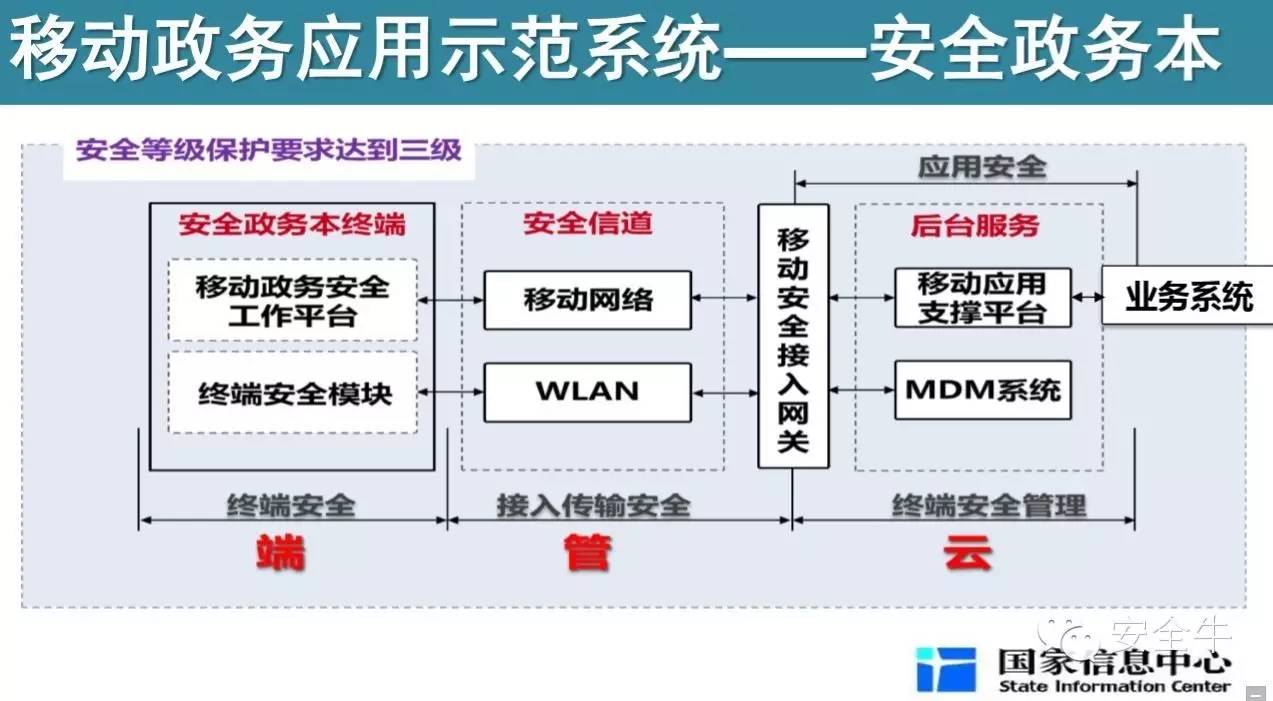 移动政务应用示范系统——安全政务本
安全等级保护要求达到三级
应用安全
安全政务本终端
安全信道
后台服务
移动政务安全
工作平台
移动网络
移动安全接入网关
移动应用
支撑平台
业务系统
终端安全模块
WLAN
MDM系统
终端安全
接入传输安全
终端安全管理
端
管
云
安全牛
国家信息中心
State Information Center